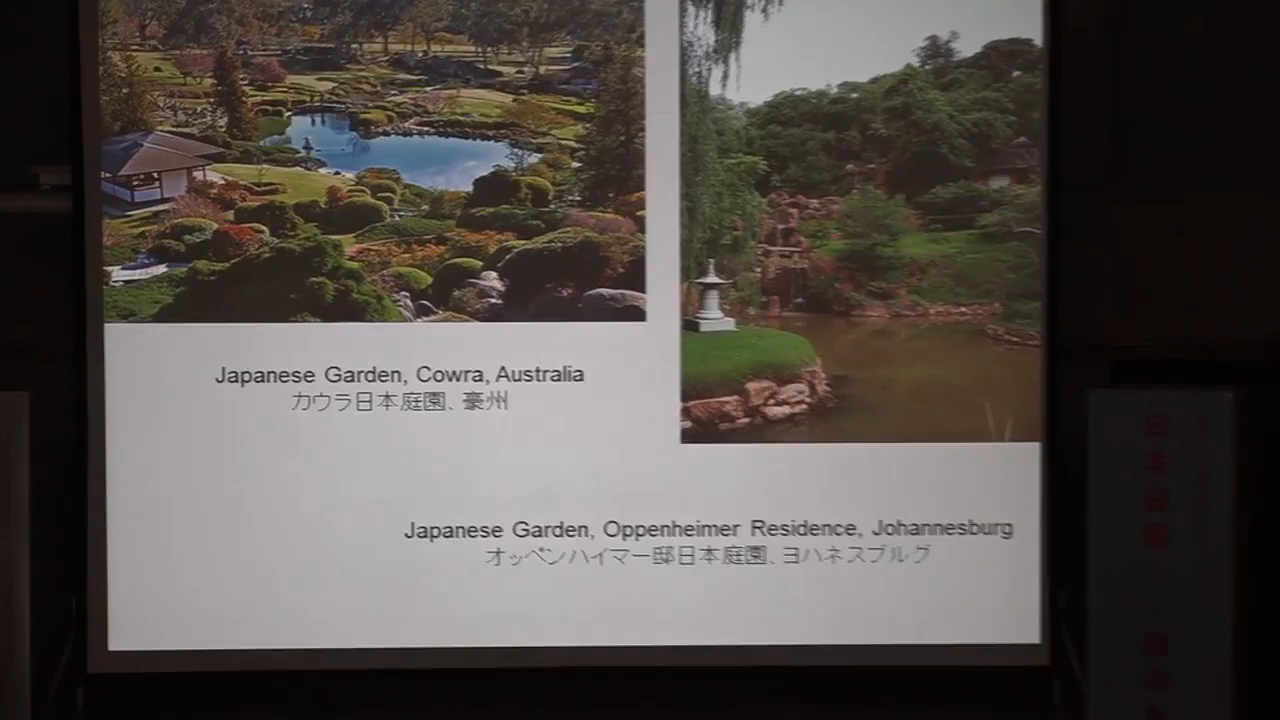 Japanese Garden, Cowra, Australia
カウラ日本庭園、豪州
Japanese Garden, Oppenheimer Residence, Johannesburg
オッペンハイマー邸日本庭園、ヨハネスブルグ